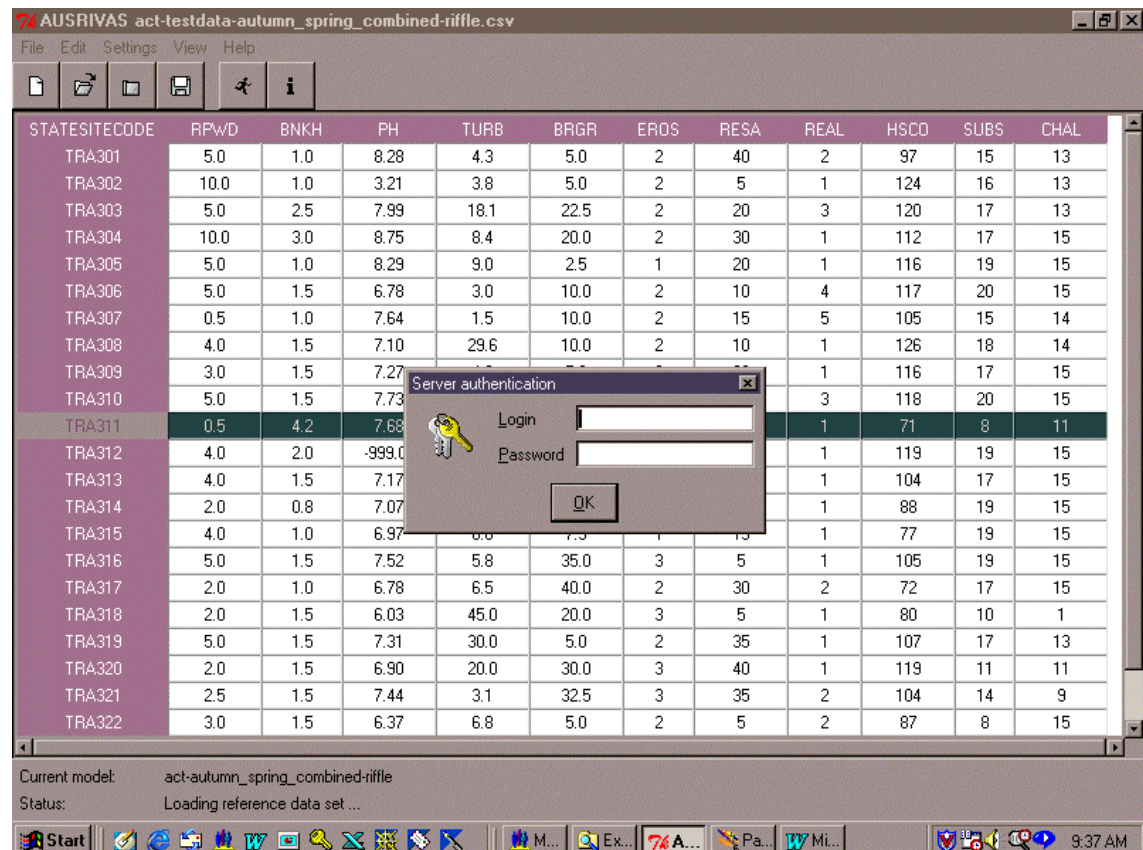 AUSRIVAS act-testdata-autumn_spring_combined-riffle.csv
File Edit Settings View Help
STATESITECODE RPWD BNKH PH TURB BRGR EROS RESA REAL HSCO SUBS CHAL
TRA301 5.0 1.0 8.28 4.3 5.0 2 40 2 97 15 13
TRA302 10.0 1.0 3.21 3.8 5.0 2 5 1 124 16 13
TRA303 5.0 2.5 7.99 18.1 22.5 2 20 3 120 17 13
TRA304 10.0 3.0 8.75 8.4 20.0 2 30 1 112 17 15
TRA305 5.0 1.0 8.29 9.0 2.5 1 20 1 116 19 15
TRA306 5.0 1.5 6.78 3.0 10.0 2 10 4 117 20 15
TRA307 0.5 1.0 7.64 1.5 10.0 2 15 5 105 15 14
TRA308 4.0 1.5 7.10 29.6 10.0 2 10 1 126 18 14
TRA309 3.0 1.5 7.27 1 116 17 15
TRA310 5.0 1.5 7.73 3 118 20 15
TRA311 0.5 4.2 7.68 1 71 8 11
TRA312 4.0 2.0 -999.0 1 119 19 15
TRA313 4.0 1.5 7.17 1 104 17 15
TRA314 2.0 0.8 7.07 1 88 19 15
TRA315 4.0 1.0 6.97 1 77 19 15
TRA316 5.0 1.5 7.52 5.8 35.0 3 5 1 105 19 15
TRA317 2.0 1.0 6.78 6.5 40.0 2 30 2 72 17 15
TRA318 2.0 1.5 6.03 45.0 20.0 3 5 1 80 10 1
TRA319 5.0 1.5 7.31 30.0 5.0 2 35 1 107 17 13
TRA320 2.0 1.5 6.90 20.0 30.0 3 40 1 119 11 11
TRA321 2.5 1.5 7.44 3.1 32.5 3 35 2 104 14 9
TRA322 3.0 1.5 6.37 6.8 5.0 2 5 2 87 8 15
Server authentication
Login
Password
OK
Current model: act-autumn_spring_combined-riffle
Status: Loading reference data set ...
Start M... Ex... A... Pa... Mi... 9:37 AM